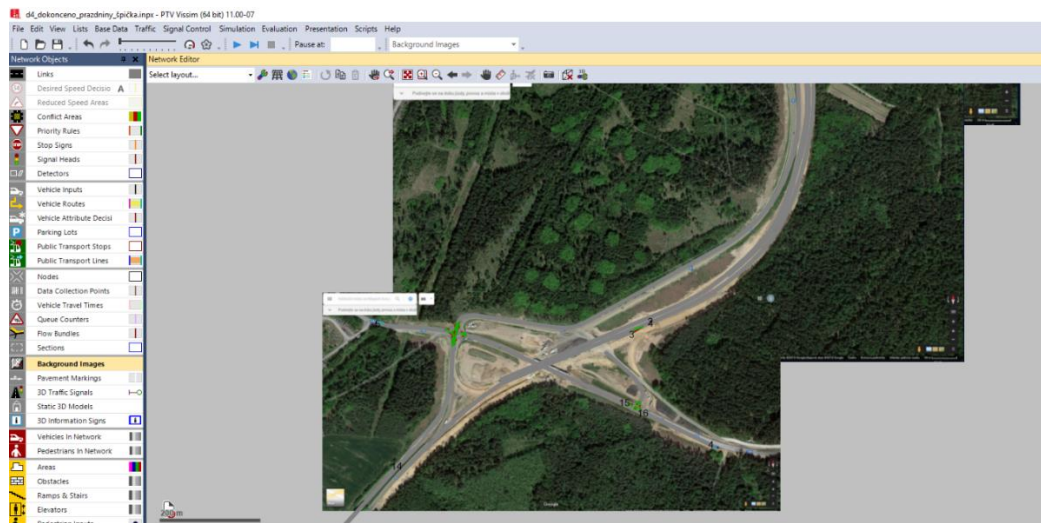 d4_dokonceno_prazdniny_špička.inpx - PTV Vissim (64 bit) 11.00-07
File Edit View Lists Base Data Traffic Signal Control Simulation Evaluation Presentation Scripts Help
Pause at: Background Images
Network Objects
Network Editor
Links
Select layout...
Desired Speed Decisio A
Reduced Speed Areas
Conflict Areas
Priority Rules
Stop Signs
Signal Heads
Detectors
Vehicle Inputs
Vehicle Routes
Vehicle Attribute Decisi
Parking Lots
Public Transport Stops
Public Transport Lines
Nodes
Data Collection Points
Vehicle Travel Times
Queue Counters
Flow Bundles
Sections
Background Images
Pavement Markings
3D Traffic Signals
Static 3D Models
3D Information Signs
Vehicles In Network
Pedestrians In Network
Areas
Obstacles
Ramps & Stairs
Elevators
2
3
4
15
16
4
14
Google
200 m